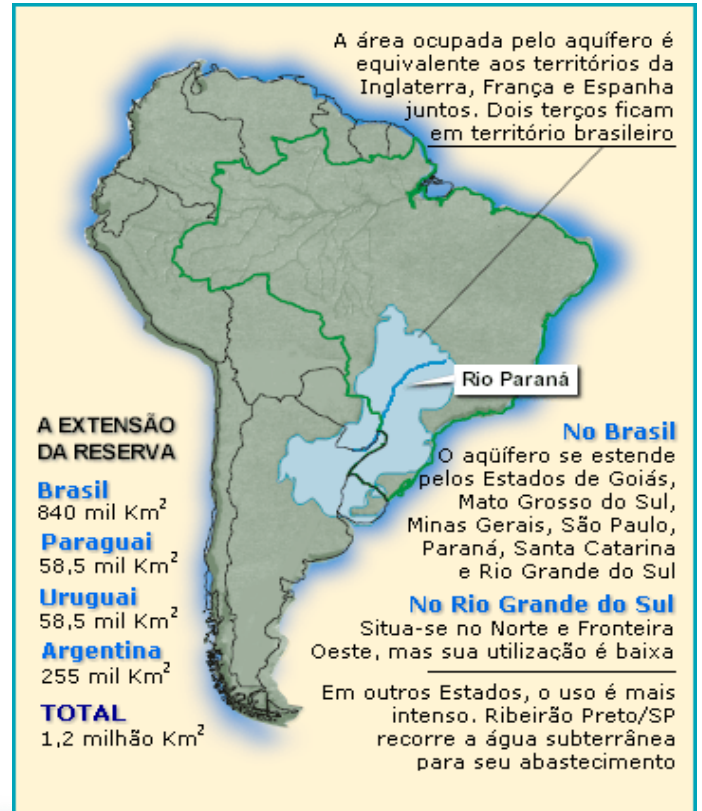 A área ocupada pelo aquífero é
equivalente aos territórios da
Inglaterra, França e Espanha
juntos. Dois terços ficam
em território brasileiro
Rio Paraná
A EXTENSÃO
DA RESERVA
Brasil
840 mil Km²
Paraguai
58,5 mil Km²
Uruguai
58,5 mil Km²
Argentina
255 mil Km²
TOTAL
1,2 milhão Km²
No Brasil
O aqüífero se estende
pelos Estados de Goiás,
Mato Grosso do Sul,
Minas Gerais, São Paulo,
Paraná, Santa Catarina
e Rio Grande do Sul
No Rio Grande do Sul
Situa-se no Norte e Fronteira
Oeste, mas sua utilização é baixa
Em outros Estados, o uso é mais
intenso. Ribeirão Preto/SP
recorre a água subterrânea
para seu abastecimento